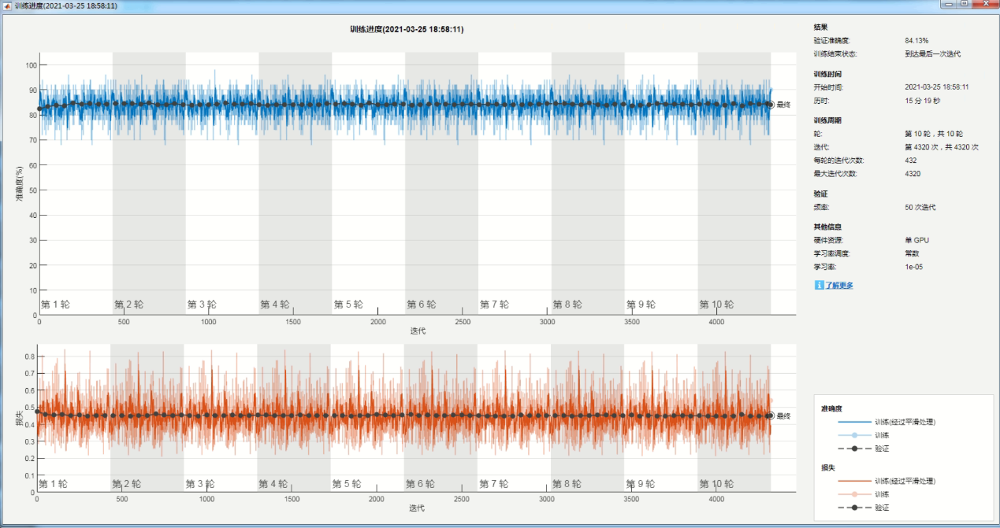 训练进度(2021-03-25 18:58:11)
训练进度(2021-03-25 18:58:11)
100
90
80
70
60
50
40
30
20
10
0
准确度(%)
最终
第 1 轮 第 2 轮 第 3 轮 第 4 轮 第 5 轮 第 6 轮 第 7 轮 第 8 轮 第 9 轮 第 10 轮
0 500 1000 1500 2000 2500 3000 3500 4000
迭代
0.8
0.7
0.6
0.5
0.4
0.3
0.2
0.1
0
损失
最终
第 1 轮 第 2 轮 第 3 轮 第 4 轮 第 5 轮 第 6 轮 第 7 轮 第 8 轮 第 9 轮 第 10 轮
0 500 1000 1500 2000 2500 3000 3500 4000
迭代
结果
验证准确度: 84.13%
训练结束状态: 到达最后一次迭代
训练时间
开始时间: 2021-03-25 18:58:11
历时: 15 分 19 秒
训练周期
轮: 第 10 轮，共 10 轮
迭代: 第 4320 次，共 4320 次
每轮的迭代次数: 432
最大迭代次数: 4320
验证
频率: 50 次迭代
其他信息
硬件资源: 单 GPU
学习率调度: 常数
学习率: 1e-05
i 了解更多
准确度
训练(经过平滑处理)
训练
验证
损失
训练(经过平滑处理)
训练
验证